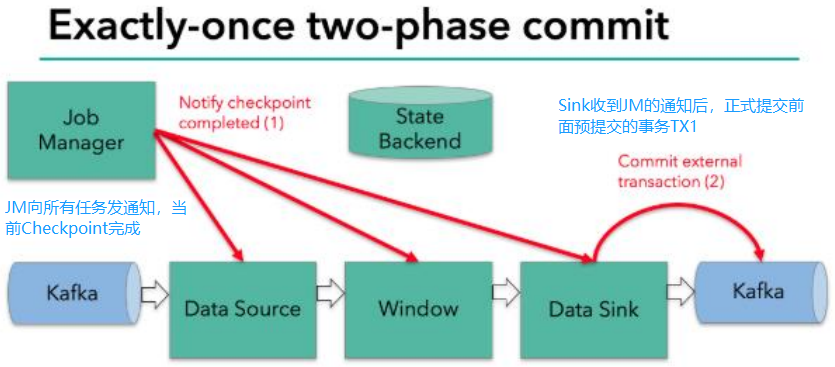 Exactly-once two-phase commit
Job
Manager
Notify checkpoint
completed (1)
State
Backend
Sink收到JM的通知后，正式提交前
面预提交的事务TX1
Commit external
transaction (2)
JM向所有任务发通知，当
前Checkpoint完成
Kafka
Data Source
Window
Data Sink
Kafka